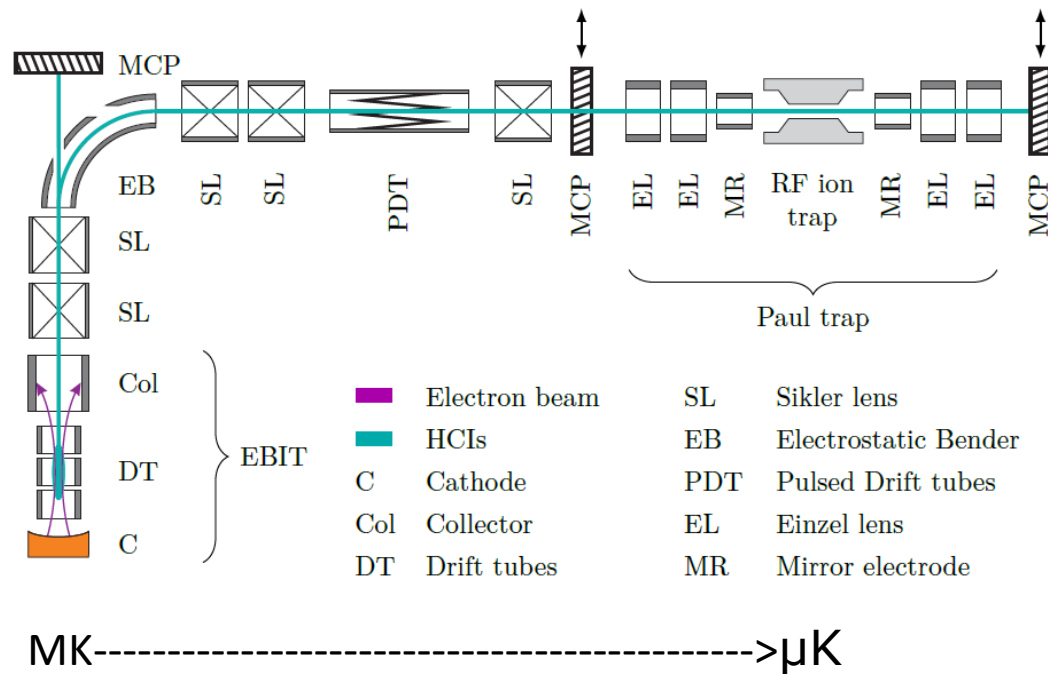 MCP
EB
SL
SL
Col
DT
C
EBIT
SL
SL
PDT
SL
MCP
EL
EL
MR
RF ion
trap
MR
EL
EL
MCP
Paul trap
Electron beam
HCIs
C Cathode
Col Collector
DT Drift tubes
SL Sikler lens
EB Electrostatic Bender
PDT Pulsed Drift tubes
EL Einzel lens
MR Mirror electrode
MK--------------------------------------------->μK